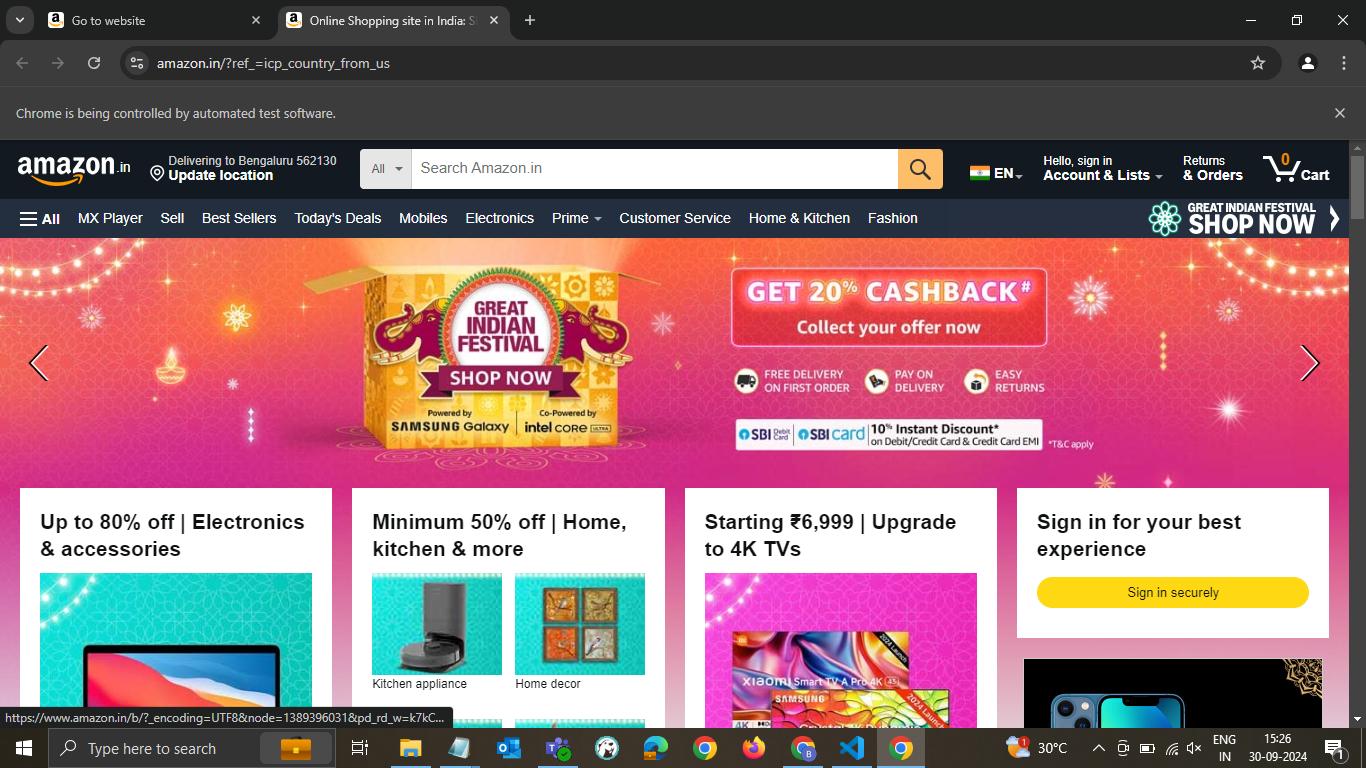 Go to website
Online Shopping site in India: S
amazon.in/?ref_=icp_country_from_us
Chrome is being controlled by automated test software.
amazon.in
Delivering to Bengaluru 562130
Update location
All
Search Amazon.in
EN
Hello, sign in
Account & Lists
Returns
& Orders
0
Cart
All
MX Player
Sell
Best Sellers
Today's Deals
Mobiles
Electronics
Prime
Customer Service
Home & Kitchen
Fashion
GREAT INDIAN FESTIVAL
SHOP NOW
GREAT
INDIAN
FESTIVAL
SHOP NOW
Powered by
SAMSUNG Galaxy
Co-Powered by
intel core ULTRA
GET 20% CASHBACK#
Collect your offer now
FREE DELIVERY
ON FIRST ORDER
PAY ON
DELIVERY
EASY
RETURNS
SBI Debit Card
SBI card
10% Instant Discount*
on Debit/Credit Card & Credit Card EMI
*T&C apply
Up to 80% off | Electronics
& accessories
Minimum 50% off | Home,
kitchen & more
Kitchen appliance
Home decor
Starting ₹6,999 | Upgrade
to 4K TVs
2024 Launch
xiaomi Smart TV A Pro 4K 43
SAMSUNG
2024 Launch
Sign in for your best
experience
Sign in securely
https://www.amazon.in/b/?_encoding=UTF8&node=1389396031&pd_rd_w=k7kC...
Type here to search
1
30°C
ENG
IN
15:26
30-09-2024
1